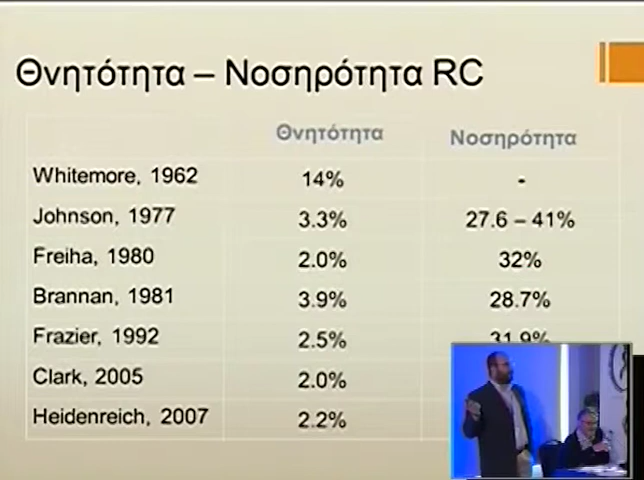 Θνητότητα – Νοσηρότητα RC
Θνητότητα Νοσηρότητα
Whitemore, 1962 14% -
Johnson, 1977 3.3% 27.6 – 41%
Freiha, 1980 2.0% 32%
Brannan, 1981 3.9% 28.7%
Frazier, 1992 2.5% 31.9%
Clark, 2005 2.0%
Heidenreich, 2007 2.2%